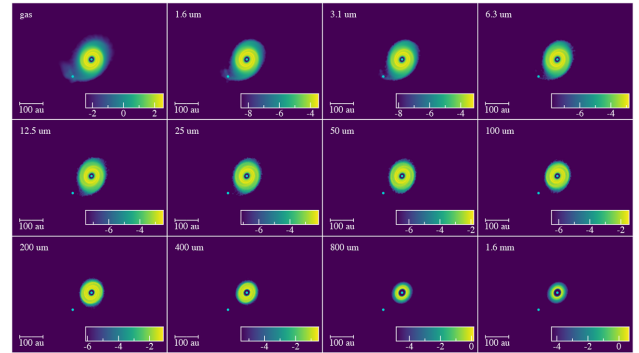 gas
1.6 um
3.1 um
6.3 um
100 au
-2 0 2
100 au
-8 -6 -4
100 au
-8 -6 -4
100 au
-6 -4
12.5 um
25 um
50 um
100 um
100 au
-6 -4
100 au
-6 -4
100 au
-6 -4 -2
100 au
-6 -4 -2
200 um
400 um
800 um
1.6 mm
100 au
-6 -4 -2
100 au
-4 -2
100 au
-4 -2 0
100 au
-4 -2 0